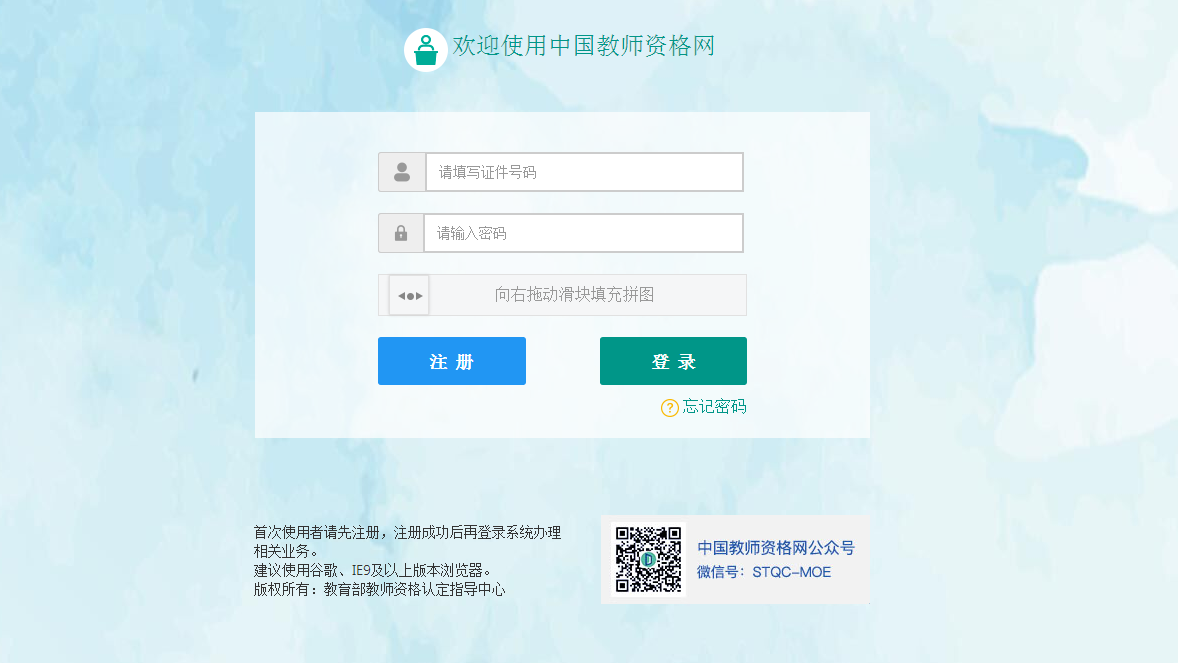 欢迎使用中国教师资格网
请填写证件号码
请输入密码
向右拖动滑块填充拼图
注 册
登 录
忘记密码
首次使用者请先注册，注册成功后再登录系统办理
相关业务。
建议使用谷歌、IE9及以上版本浏览器。
版权所有：教育部教师资格认定指导中心
中国教师资格网公众号
微信号：STQC-MOE